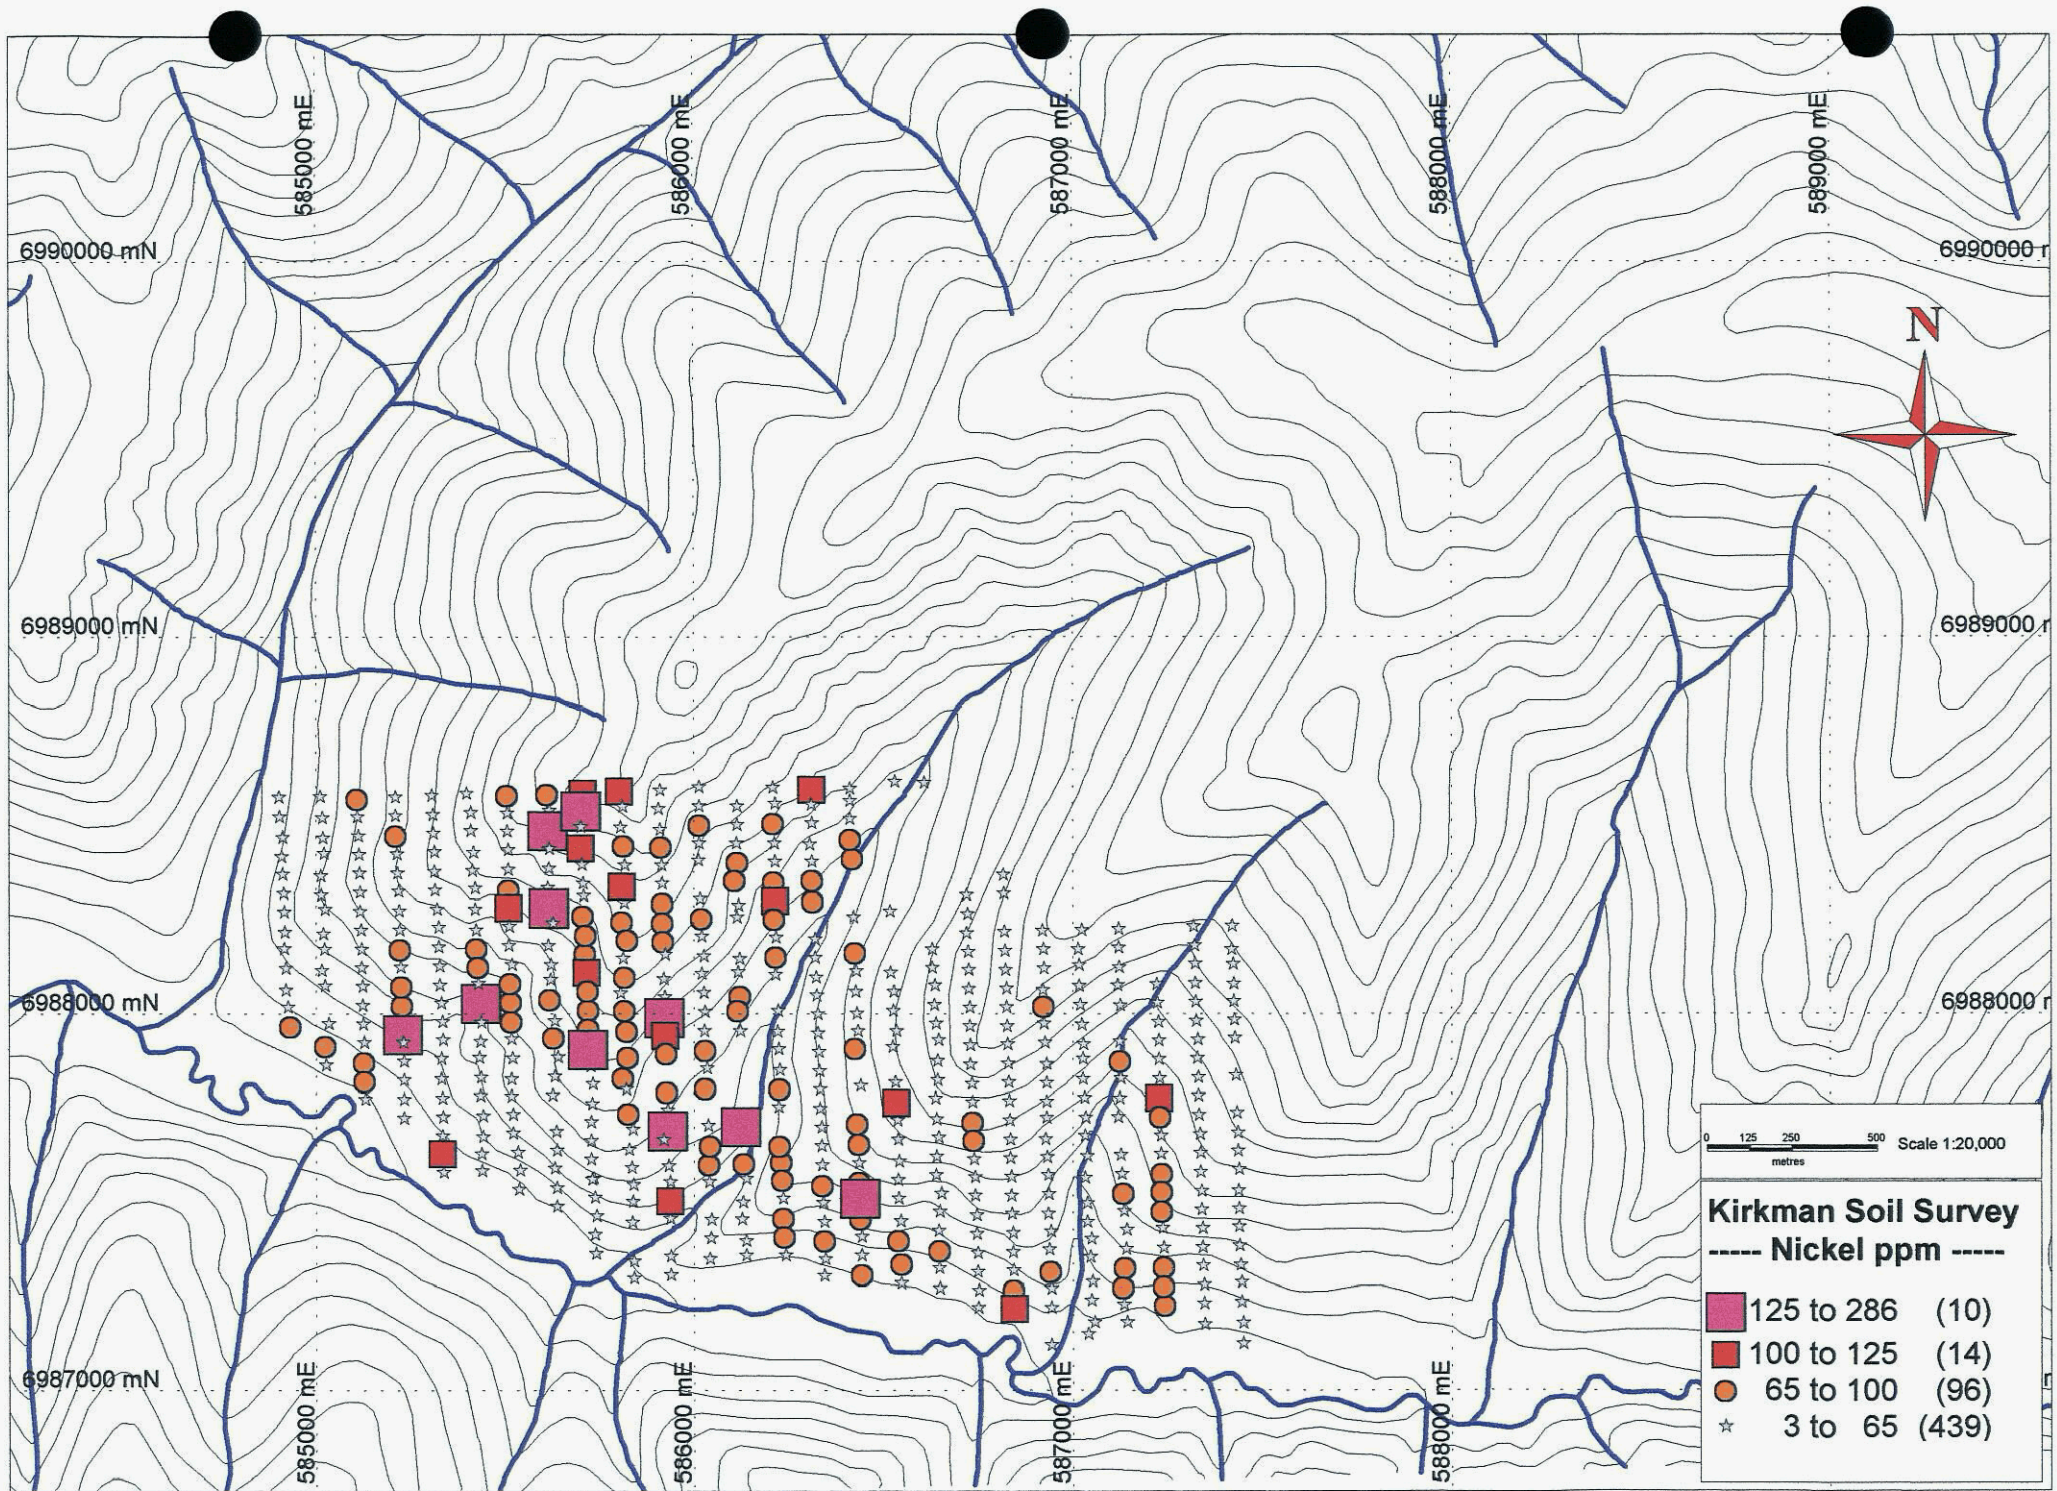 585000 mE
586000 mE
587000 mE
588000 mE
589000 mE
6990000 mN
6990000 r
N
6989000 mN
6989000 r
6988000 mN
6988000 r
0 125 250 500 Scale 1:20,000
metres
Kirkman Soil Survey
----- Nickel ppm -----
125 to 286 (10)
100 to 125 (14)
65 to 100 (96)
3 to 65 (439)
6987000 mN
r
585000 mE
586000 mE
587000 mE
588000 mE